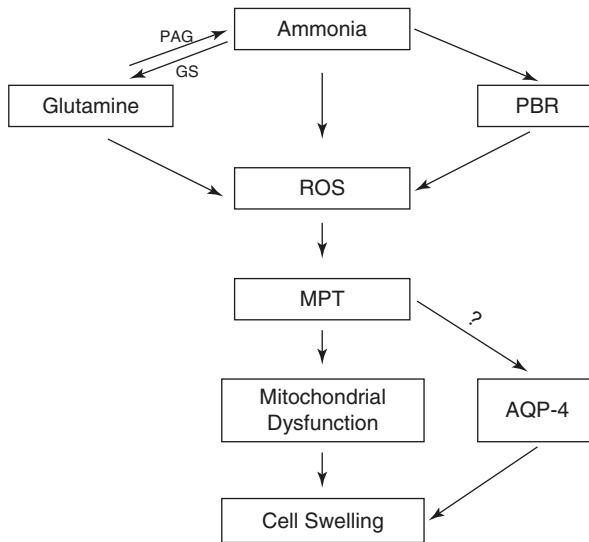 Ammonia
PAG
GS
Glutamine
PBR
ROS
MPT
?
Mitochondrial
Dysfunction
AQP-4
Cell Swelling